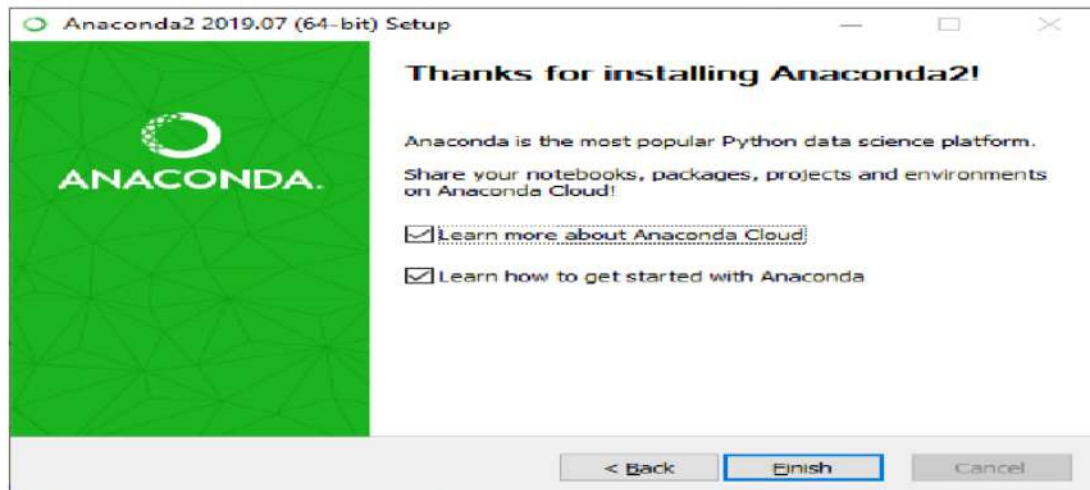 Anaconda2 2019.07 (64-bit) Setup
Thanks for installing Anaconda2!
ANACONDA.
Anaconda is the most popular Python data science platform.
Share your notebooks, packages, projects and environments
on Anaconda Cloud!
Learn more about Anaconda Cloud
Learn how to get started with Anaconda
< Back
Finish
Cancel